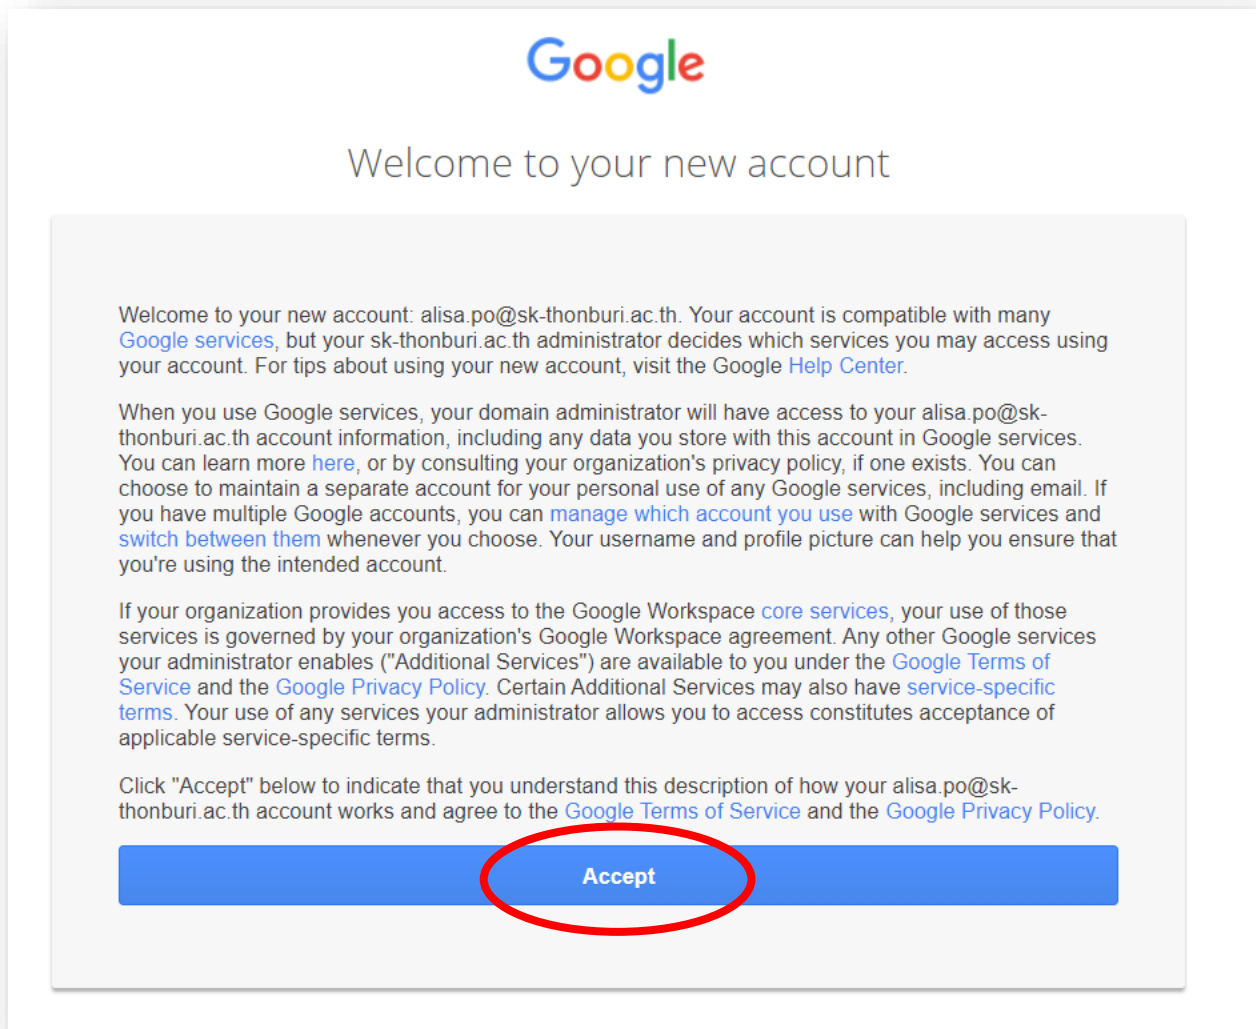 Google
Welcome to your new account
Welcome to your new account: alisa.po@sk-thonburi.ac.th. Your account is compatible with many
Google services, but your sk-thonburi.ac.th administrator decides which services you may access using
your account. For tips about using your new account, visit the Google Help Center.
When you use Google services, your domain administrator will have access to your alisa.po@sk-
thonburi.ac.th account information, including any data you store with this account in Google services.
You can learn more here, or by consulting your organization's privacy policy, if one exists. You can
choose to maintain a separate account for your personal use of any Google services, including email. If
you have multiple Google accounts, you can manage which account you use with Google services and
switch between them whenever you choose. Your username and profile picture can help you ensure that
you're using the intended account.
If your organization provides you access to the Google Workspace core services, your use of those
services is governed by your organization's Google Workspace agreement. Any other Google services
your administrator enables ("Additional Services") are available to you under the Google Terms of
Service and the Google Privacy Policy. Certain Additional Services may also have service-specific
terms. Your use of any services your administrator allows you to access constitutes acceptance of
applicable service-specific terms.
Click "Accept" below to indicate that you understand this description of how your alisa.po@sk-
thonburi.ac.th account works and agree to the Google Terms of Service and the Google Privacy Policy.
Accept